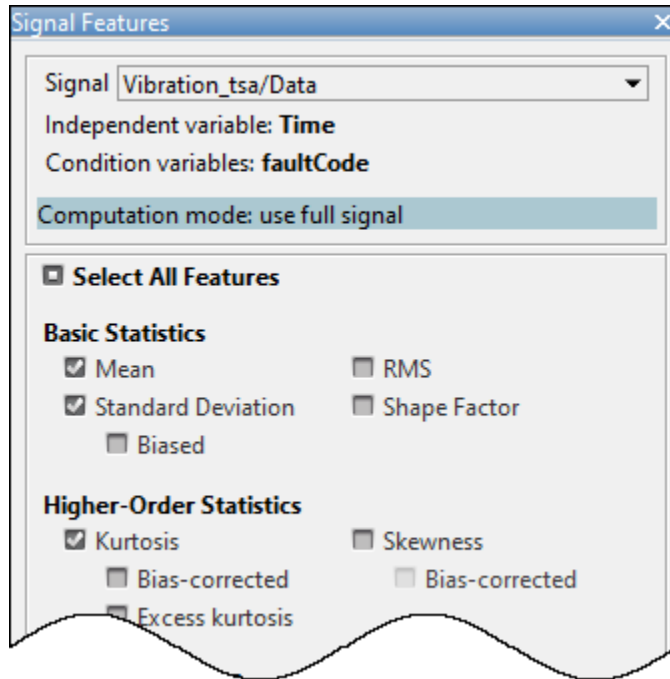 Signal Features
Signal Vibration_tsa/Data
Independent variable: Time
Condition variables: faultCode
Computation mode: use full signal
Select All Features
Basic Statistics
Mean RMS
Standard Deviation Shape Factor
Biased
Higher-Order Statistics
Kurtosis Skewness
Bias-corrected Bias-corrected
Excess kurtosis